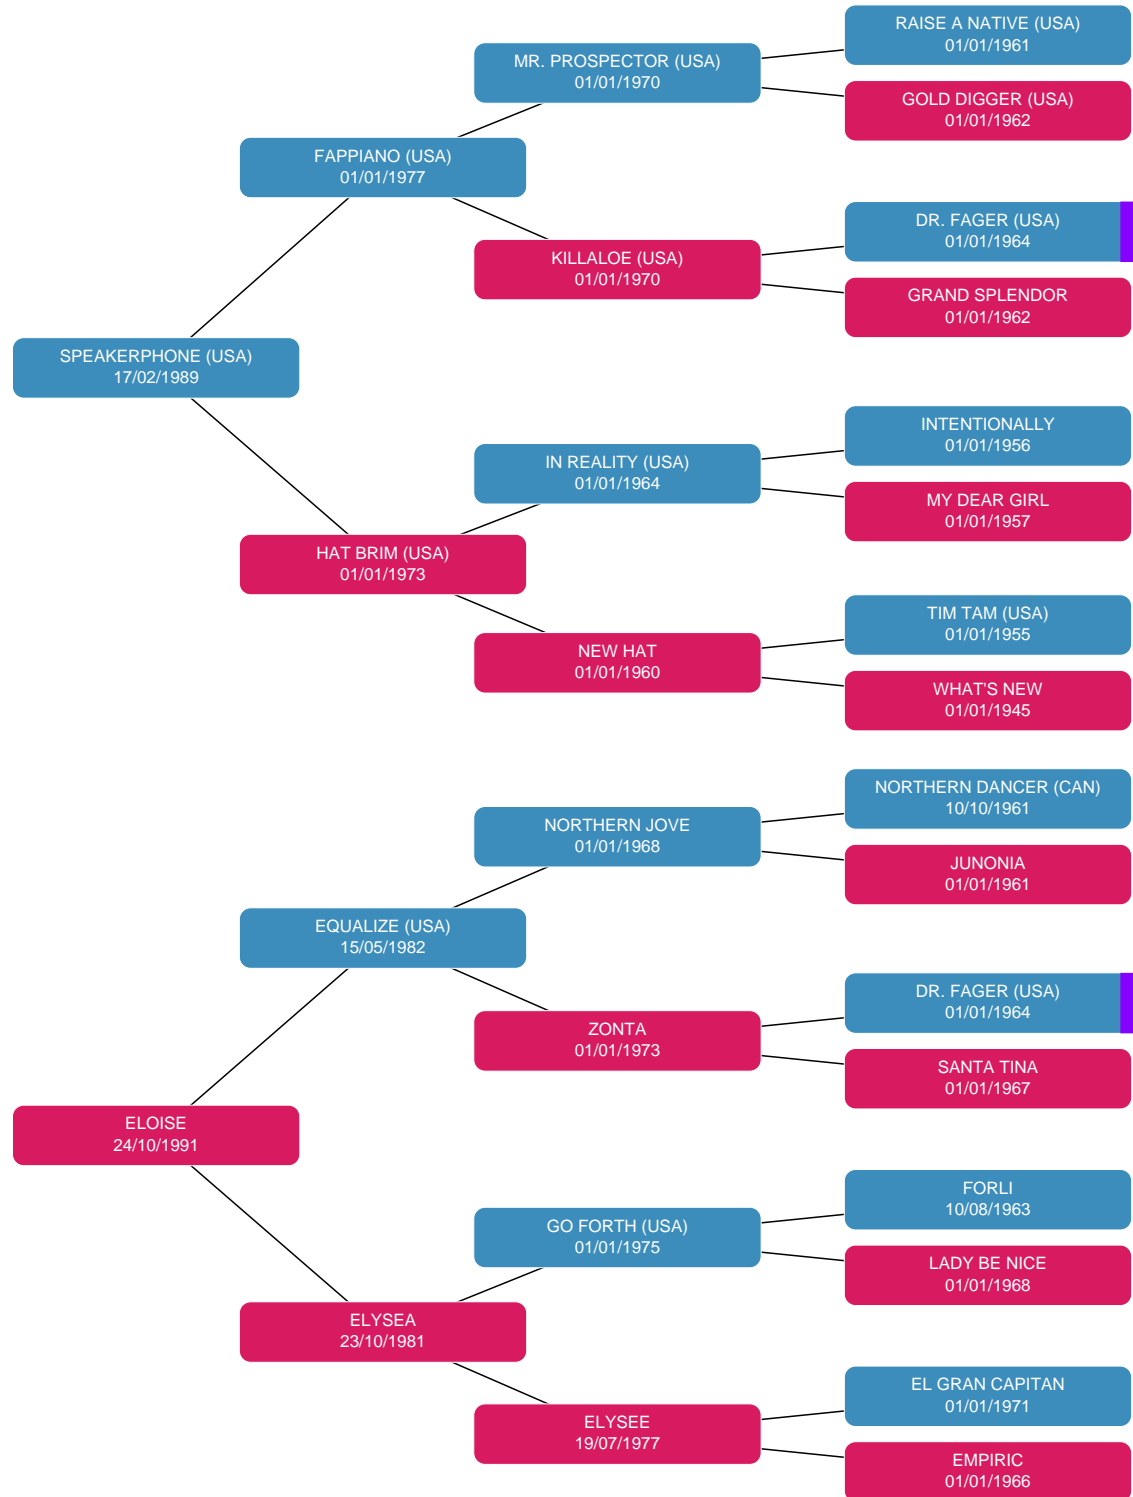 RAISE A NATIVE (USA)
01/01/1961
MR. PROSPECTOR (USA)
01/01/1970
GOLD DIGGER (USA)
01/01/1962
FAPPIANO (USA)
01/01/1977
DR. FAGER (USA)
01/01/1964
KILLALOE (USA)
01/01/1970
GRAND SPLENDOR
01/01/1962
SPEAKERPHONE (USA)
17/02/1989
INTENTIONALLY
01/01/1956
IN REALITY (USA)
01/01/1964
MY DEAR GIRL
01/01/1957
HAT BRIM (USA)
01/01/1973
TIM TAM (USA)
01/01/1955
NEW HAT
01/01/1960
WHAT'S NEW
01/01/1945
NORTHERN DANCER (CAN)
10/10/1961
NORTHERN JOVE
01/01/1968
JUNONIA
01/01/1961
EQUALIZE (USA)
15/05/1982
DR. FAGER (USA)
01/01/1964
ZONTA
01/01/1973
SANTA TINA
01/01/1967
ELOISE
24/10/1991
FORLI
10/08/1963
GO FORTH (USA)
01/01/1975
LADY BE NICE
01/01/1968
ELYSEA
23/10/1981
EL GRAN CAPITAN
01/01/1971
ELYSEE
19/07/1977
EMPIRIC
01/01/1966